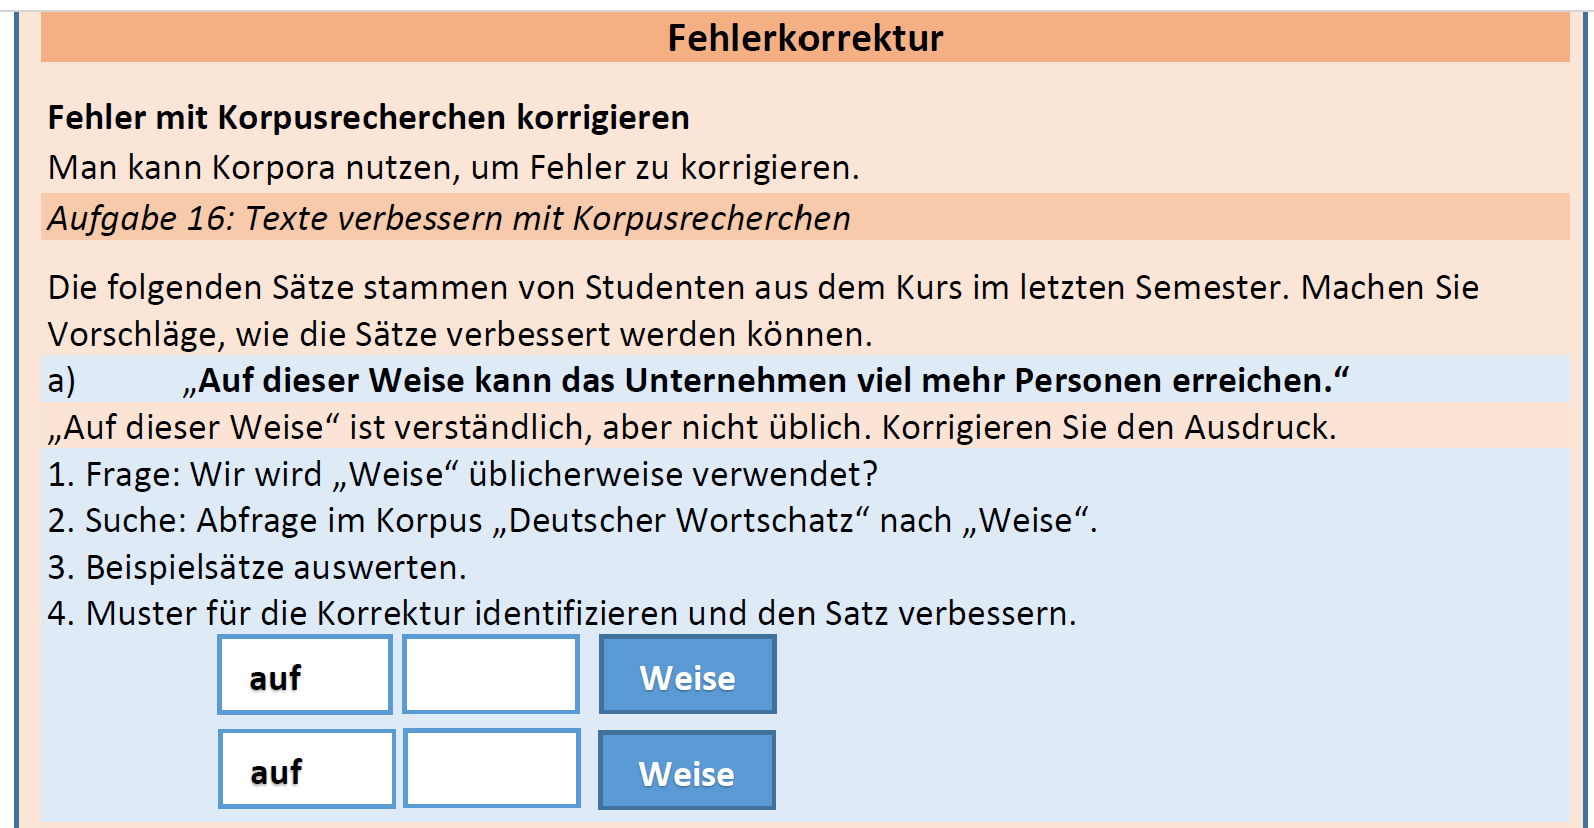 Fehlerkorrektur
Fehler mit Korpusrecherchen korrigieren
Man kann Korpora nutzen, um Fehler zu korrigieren.
Aufgabe 16: Texte verbessern mit Korpusrecherchen
Die folgenden Sätze stammen von Studenten aus dem Kurs im letzten Semester. Machen Sie
Vorschläge, wie die Sätze verbessert werden können.
a) „Auf dieser Weise kann das Unternehmen viel mehr Personen erreichen.“
„Auf dieser Weise“ ist verständlich, aber nicht üblich. Korrigieren Sie den Ausdruck.
1. Frage: Wir wird „Weise“ üblicherweise verwendet?
2. Suche: Abfrage im Korpus „Deutscher Wortschatz“ nach „Weise“.
3. Beispielsätze auswerten.
4. Muster für die Korrektur identifizieren und den Satz verbessern.
auf Weise
auf Weise